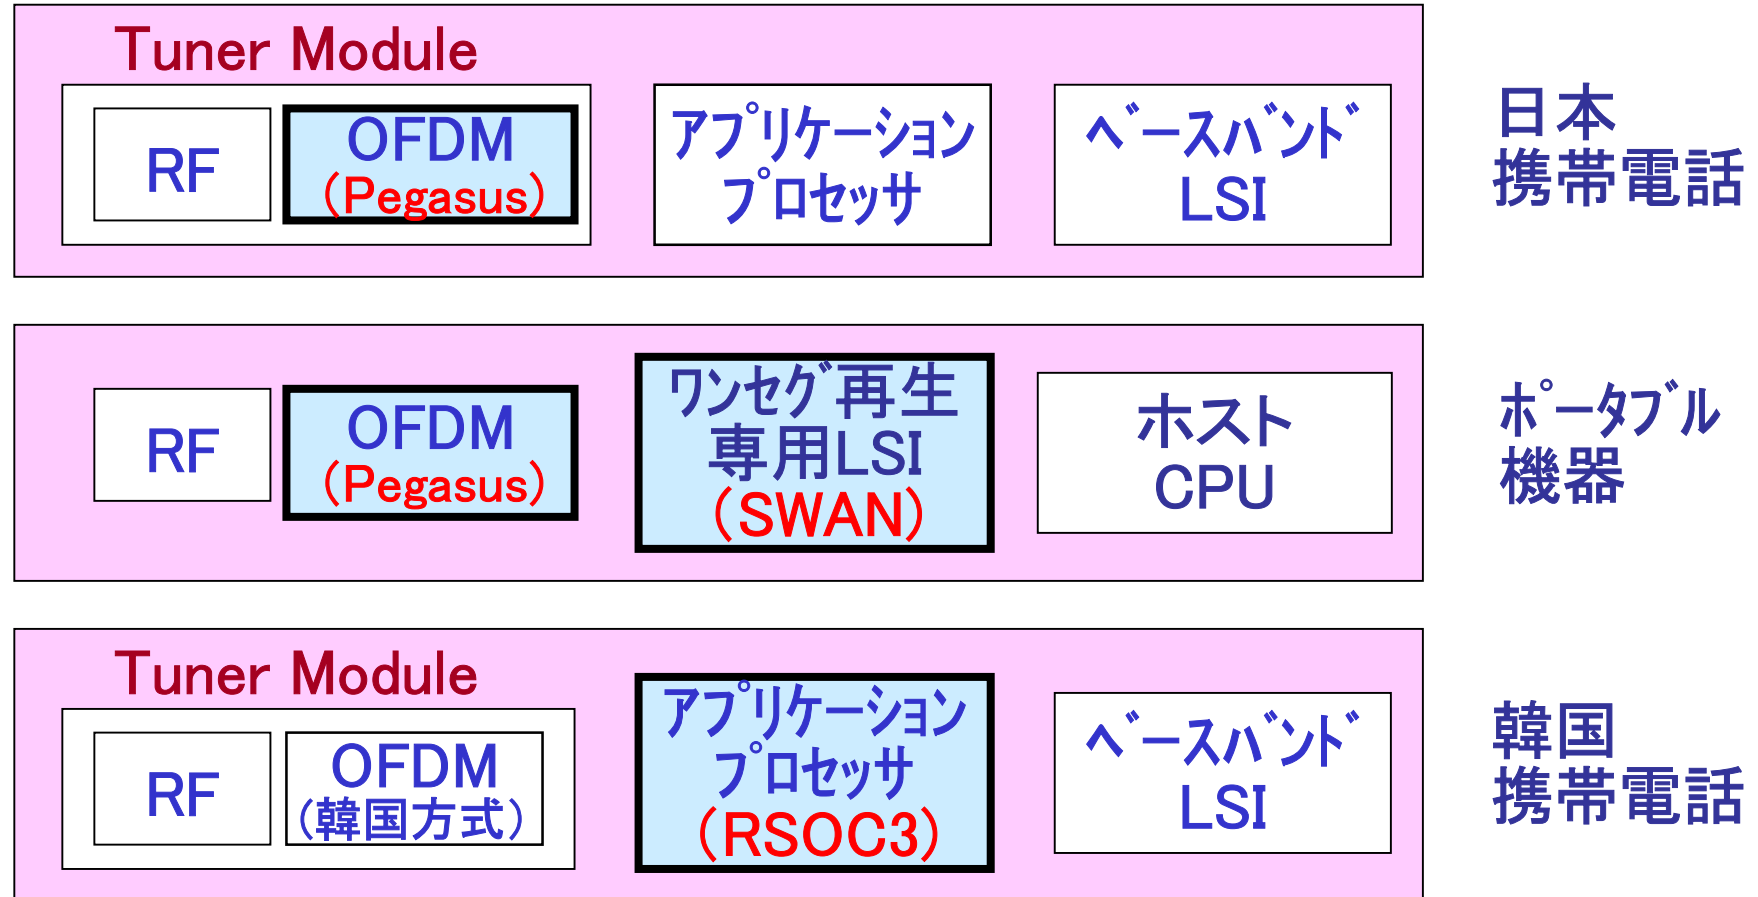 Tuner Module
RF
OFDM
(Pegasus)
アプリケーション
プロセッサ
ベースバンド
LSI
日本
携帯電話
RF
OFDM
(Pegasus)
ワンセグ再生
専用LSI
(SWAN)
ホスト
CPU
ポータブル
機器
Tuner Module
RF
OFDM
(韓国方式)
アプリケーション
プロセッサ
(RSOC3)
ベースバンド
LSI
韓国
携帯電話